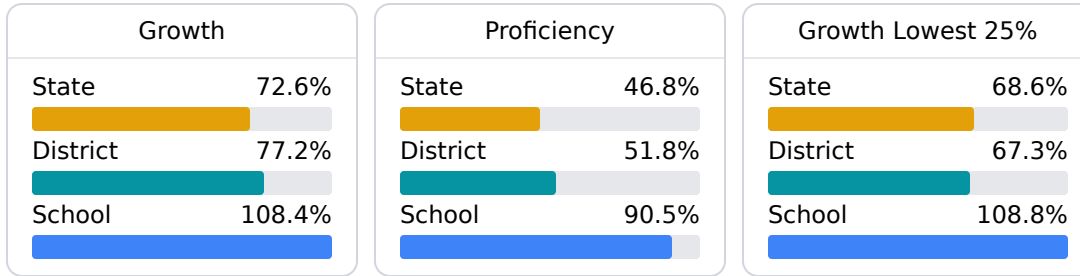 Growth
State 72.6%
District 77.2%
School 108.4%
Proficiency
State 46.8%
District 51.8%
School 90.5%
Growth Lowest 25%
State 68.6%
District 67.3%
School 108.8%